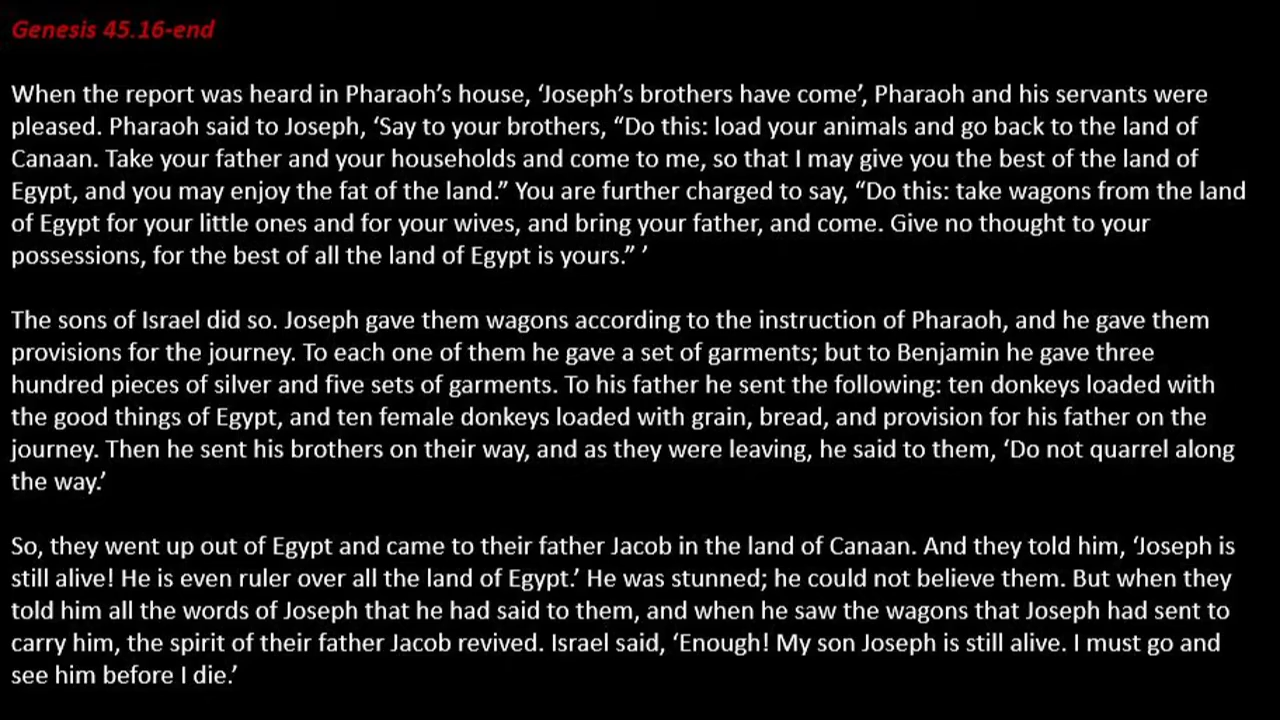 Genesis 45.16-end
When the report was heard in Pharaoh’s house, ‘Joseph’s brothers have come’, Pharaoh and his servants were
pleased. Pharaoh said to Joseph, ‘Say to your brothers, “Do this: load your animals and go back to the land of
Canaan. Take your father and your households and come to me, so that I may give you the best of the land of
Egypt, and you may enjoy the fat of the land.” You are further charged to say, “Do this: take wagons from the land
of Egypt for your little ones and for your wives, and bring your father, and come. Give no thought to your
possessions, for the best of all the land of Egypt is yours.” ’
The sons of Israel did so. Joseph gave them wagons according to the instruction of Pharaoh, and he gave them
provisions for the journey. To each one of them he gave a set of garments; but to Benjamin he gave three
hundred pieces of silver and five sets of garments. To his father he sent the following: ten donkeys loaded with
the good things of Egypt, and ten female donkeys loaded with grain, bread, and provision for his father on the
journey. Then he sent his brothers on their way, and as they were leaving, he said to them, ‘Do not quarrel along
the way.’
So, they went up out of Egypt and came to their father Jacob in the land of Canaan. And they told him, ‘Joseph is
still alive! He is even ruler over all the land of Egypt.’ He was stunned; he could not believe them. But when they
told him all the words of Joseph that he had said to them, and when he saw the wagons that Joseph had sent to
carry him, the spirit of their father Jacob revived. Israel said, ‘Enough! My son Joseph is still alive. I must go and
see him before I die.’